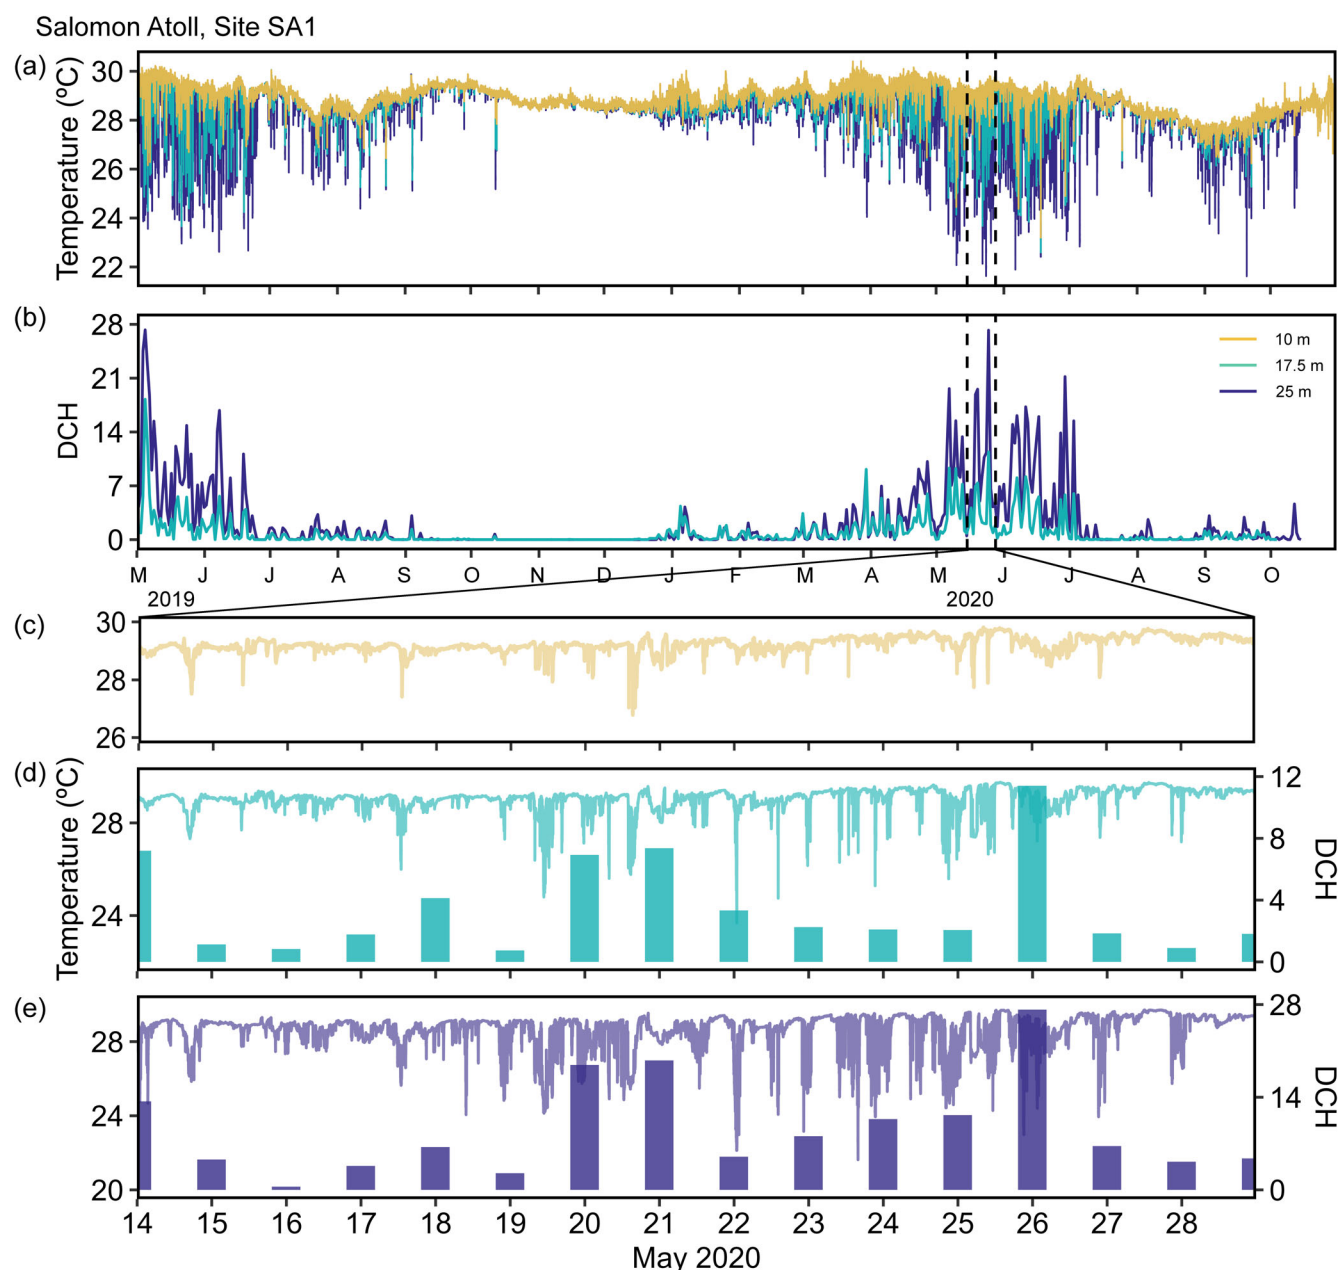 Salomon Atoll, Site SA1
(a)
Temperature (ºC)
30
28
26
24
22
(b)
DCH
28
21
14
7
0
10 m
17.5 m
25 m
M J J A S O N D J F M A M J J A S O
2019 2020
(c)
30
28
26
(d)
Temperature (ºC)
28
24
12
8
4
0
DCH
(e)
28
24
20
28
14
0
DCH
14 15 16 17 18 19 20 21 22 23 24 25 26 27 28
May 2020